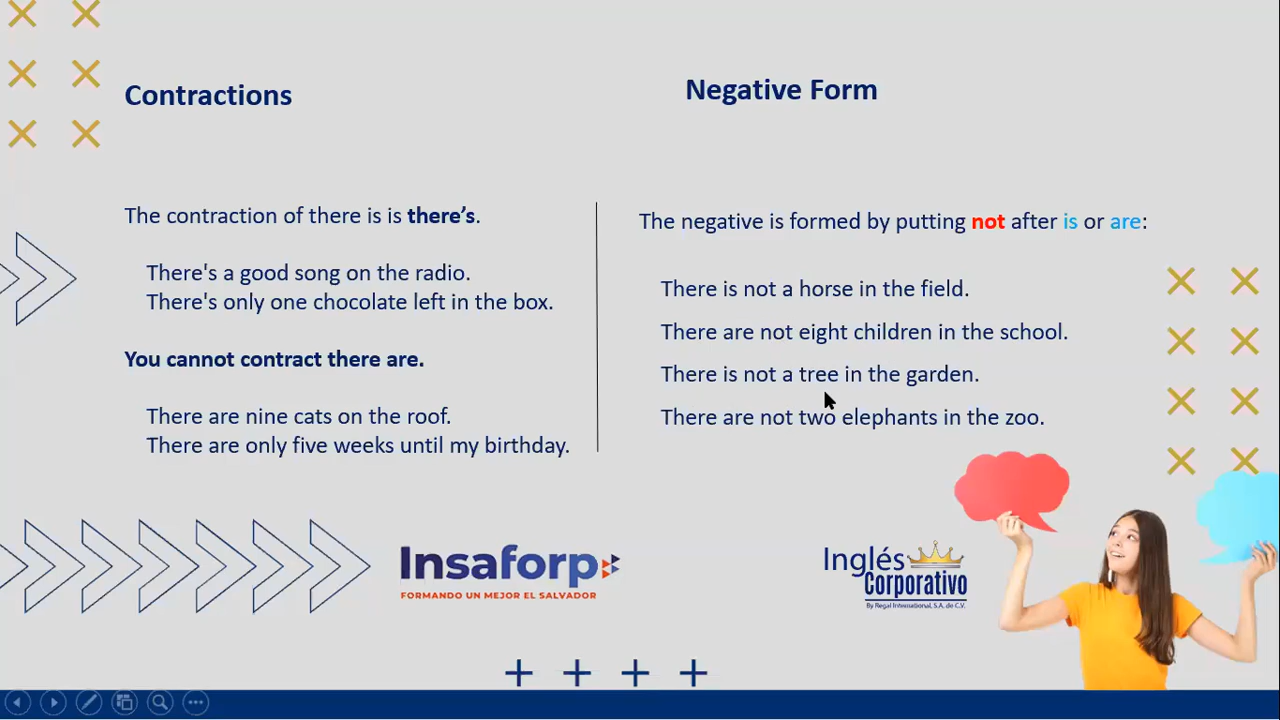 Contractions
The contraction of there is is there's.
There's a good song on the radio.
There's only one chocolate left in the box.
You cannot contract there are.
There are nine cats on the roof.
There are only five weeks until my birthday.
Negative Form
The negative is formed by putting not after is or are:
There is not a horse in the field.
There are not eight children in the school.
There is not a tree in the garden.
There are not two elephants in the zoo.
Insaforp
FORMANDO UN MEJOR EL SALVADOR
Inglés
Corporativo
By Regal International, S.A. de C.V.